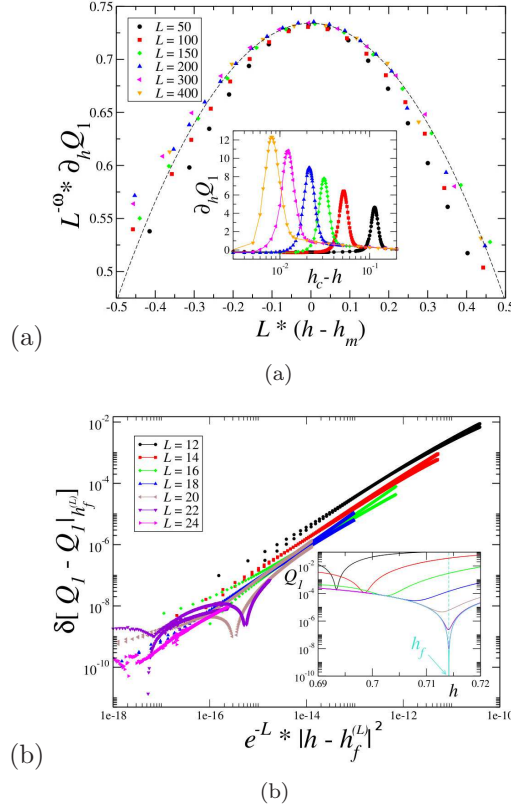 0.75
0.7
0.65
0.6
0.55
0.5
L^{-ω} * ∂_h Q_1
L = 50
L = 100
L = 150
L = 200
L = 300
L = 400
12
10
8
6
4
2
0
∂_h Q_1
10^{-2}
10^{-1}
h_c-h
-0.5 -0.4 -0.3 -0.2 -0.1 0 0.1 0.2 0.3 0.4 0.5
L * (h - h_m)
(a)
(a)
10^{-2}
10^{-4}
10^{-6}
10^{-8}
10^{-10}
δ[ Q_1 - Q_1|_{h_f^{(L)}} ]
L = 12
L = 14
L = 16
L = 18
L = 20
L = 22
L = 24
Q_1
10^{-2}
10^{-4}
10^{-6}
10^{-8}
10^{-10}
h_f
0.69 0.7 0.71 0.72
h
1e-18 1e-16 1e-14 1e-12 1e-10
e^{-L} * |h - h_f^{(L)}|^2
(b)
(b)